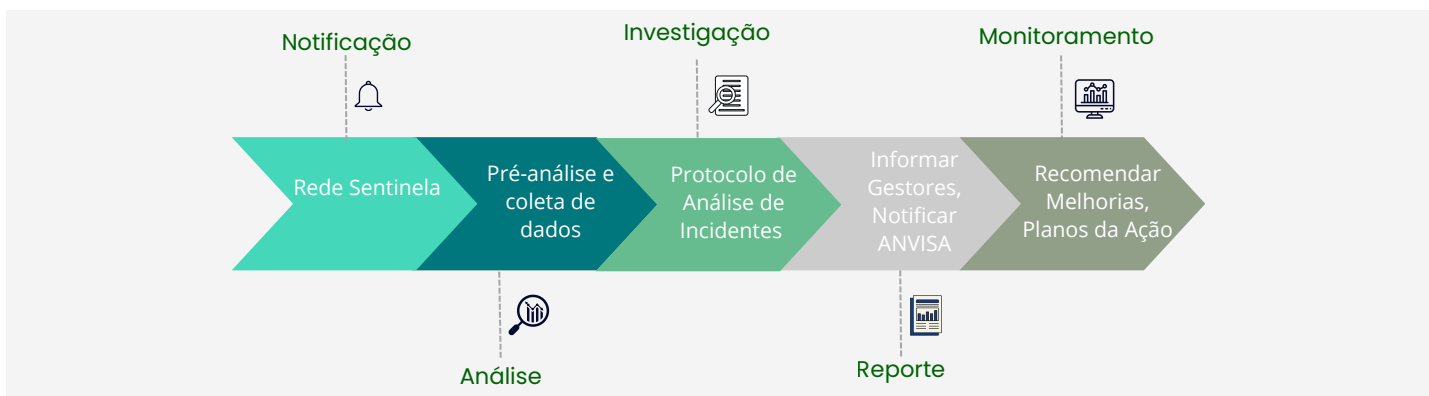 Notificação
Investigação
Monitoramento
Rede Sentinela
Pré-análise e
coleta de
dados
Protocolo de
Análise de
Incidentes
Informar
Gestores,
Notificar
ANVISA
Recomendar
Melhorias,
Planos da Ação
Análise
Reporte